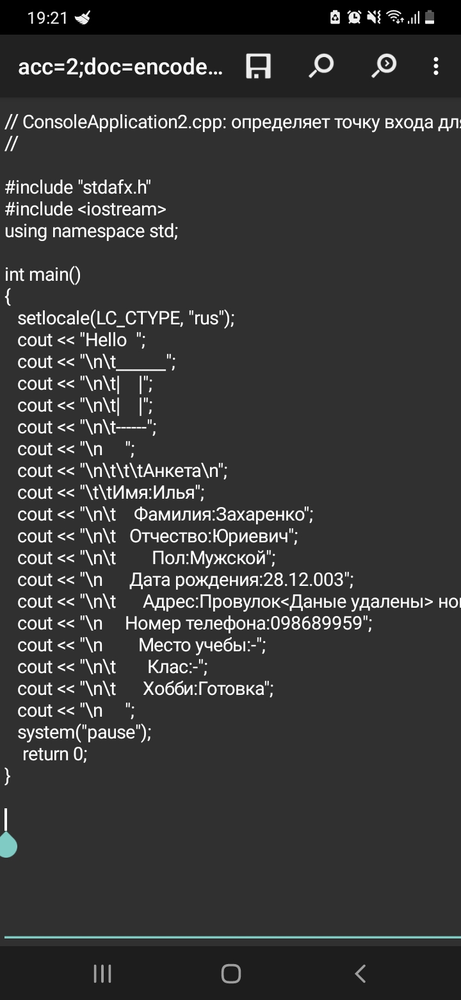 19:21
acc=2;doc=encode...
// ConsoleApplication2.cpp: определяет точку входа
//
#include "stdafx.h"
#include <iostream>
using namespace std;
int main()
{
setlocale(LC_CTYPE, "rus");
cout << "Hello  ";
cout << "\n\t______";
cout << "\n\t|    |";
cout << "\n\t|    |";
cout << "\n\t------";
cout << "\n     ";
cout << "\n\t\t\tАнкета\n";
cout << "\t\tИмя:Илья";
cout << "\n\t    Фамилия:Захаренко";
cout << "\n\t   Отчество:Юриевич";
cout << "\n\t        Пол:Мужской";
cout << "\n      Дата рождения:28.12.003";
cout << "\n\t      Адрес:Провулок<Даные удалены>
cout << "\n     Номер телефона:098689959";
cout << "\n        Место учебы:-";
cout << "\n\t       Клас:-";
cout << "\n\t      Хобби:Готовка";
cout << "\n     ";
system("pause");
return 0;
}